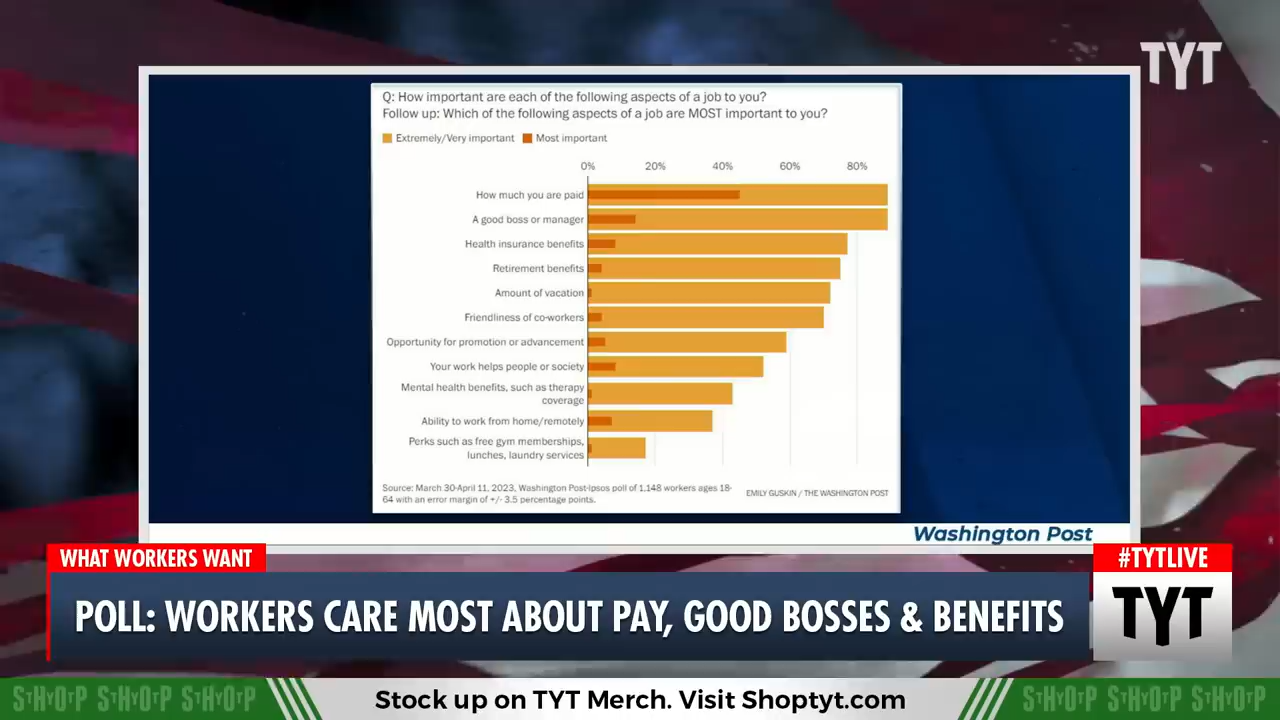 TYT
Q: How important are each of the following aspects of a job to you?
Follow up: Which of the following aspects of a job are MOST important to you?
Extremely/Very important
Most important
0% 20% 40% 60% 80%
How much you are paid
A good boss or manager
Health insurance benefits
Retirement benefits
Amount of vacation
Friendliness of co-workers
Opportunity for promotion or advancement
Your work helps people or society
Mental health benefits, such as therapy
coverage
Ability to work from home/remotely
Perks such as free gym memberships,
lunches, laundry services
Source: March 30-April 11, 2023, Washington Post-Ipsos poll of 1,148 workers ages 18-
64 with an error margin of +/- 3.5 percentage points.
EMILY GUSKIN / THE WASHINGTON POST
Washington Post
WHAT WORKERS WANT
#TYTLIVE
POLL: WORKERS CARE MOST ABOUT PAY, GOOD BOSSES & BENEFITS
TYT
Stock up on TYT Merch. Visit Shoptyt.com